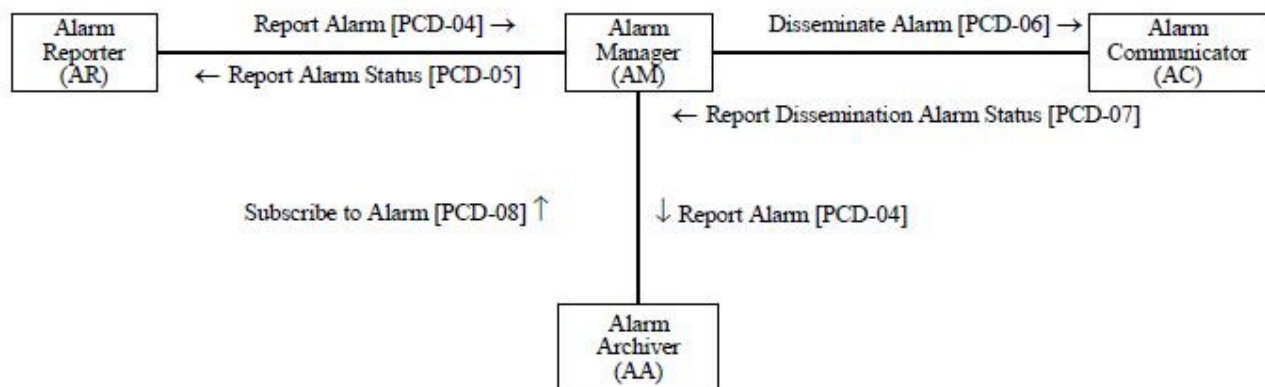 Alarm
Reporter
(AR)
Report Alarm [PCD-04] →
← Report Alarm Status [PCD-05]
Alarm
Manager
(AM)
Disseminate Alarm [PCD-06] →
Alarm
Communicator
(AC)
← Report Dissemination Alarm Status [PCD-07]
Subscribe to Alarm [PCD-08] ↑
↓ Report Alarm [PCD-04]
Alarm
Archiver
(AA)